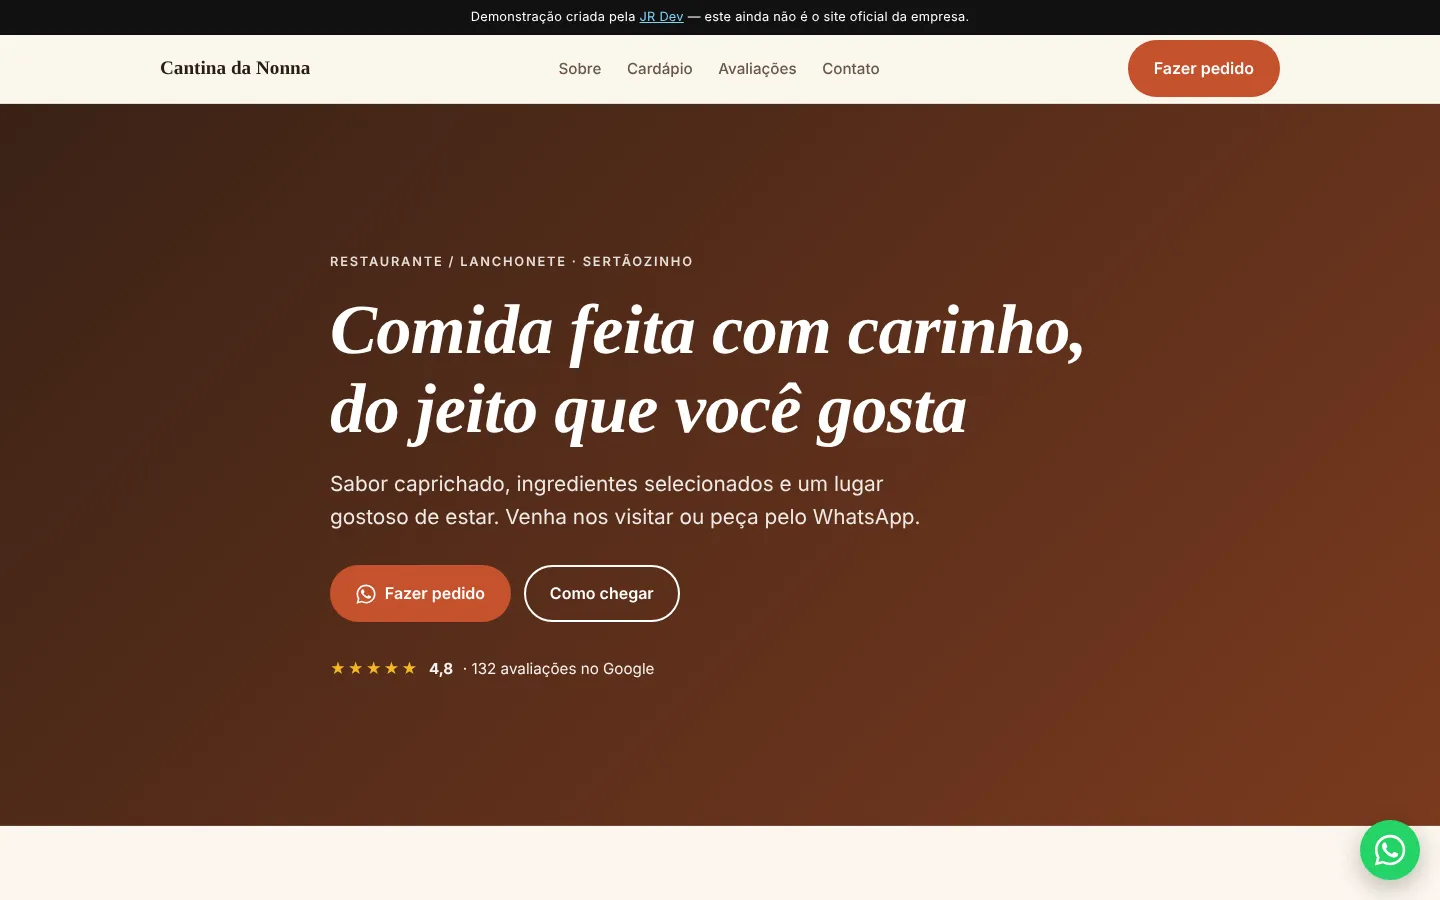 Demonstração criada pela JR Dev — este ainda não é o site oficial da empresa.
Cantina da Nonna
Sobre
Cardápio
Avaliações
Contato
Fazer pedido
RESTAURANTE / LANCHONETE · SERTÃOZINHO
Comida feita com carinho,
do jeito que você gosta
Sabor caprichado, ingredientes selecionados e um lugar
gostoso de estar. Venha nos visitar ou peça pelo WhatsApp.
Fazer pedido
Como chegar
★★★★★ 4,8 · 132 avaliações no Google